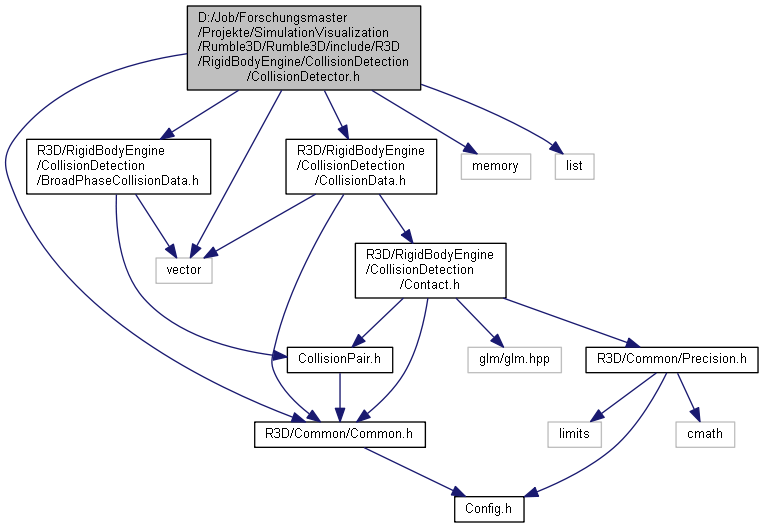 D:/Job/Forschungsmaster
/Projekte/SimulationVisualization
/Rumble3D/Rumble3D/include/R3D
/RigidBodyEngine/CollisionDetection
/CollisionDetector.h
R3D/RigidBodyEngine
/CollisionDetection
/BroadPhaseCollisionData.h
R3D/RigidBodyEngine
/CollisionDetection
/CollisionData.h
memory
list
vector
R3D/RigidBodyEngine
/CollisionDetection
/Contact.h
CollisionPair.h
glm/glm.hpp
R3D/Common/Precision.h
R3D/Common/Common.h
limits
cmath
Config.h